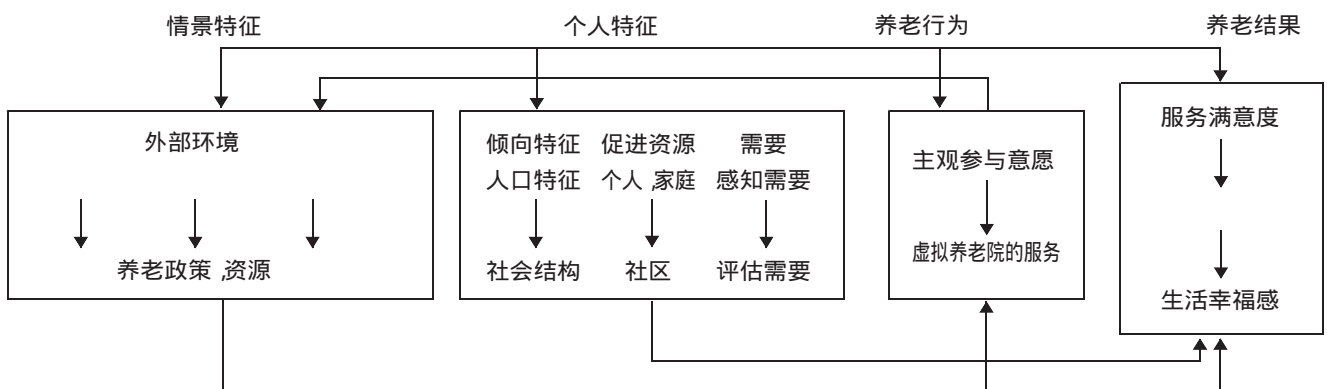 情景特征 个人特征 养老行为 养老结果
外部环境
养老政策,资源
倾向特征 促进资源 需要
人口特征 个人,家庭 感知需要
社会结构 社区 评估需要
主观参与意愿
虚拟养老院的服务
服务满意度
生活幸福感